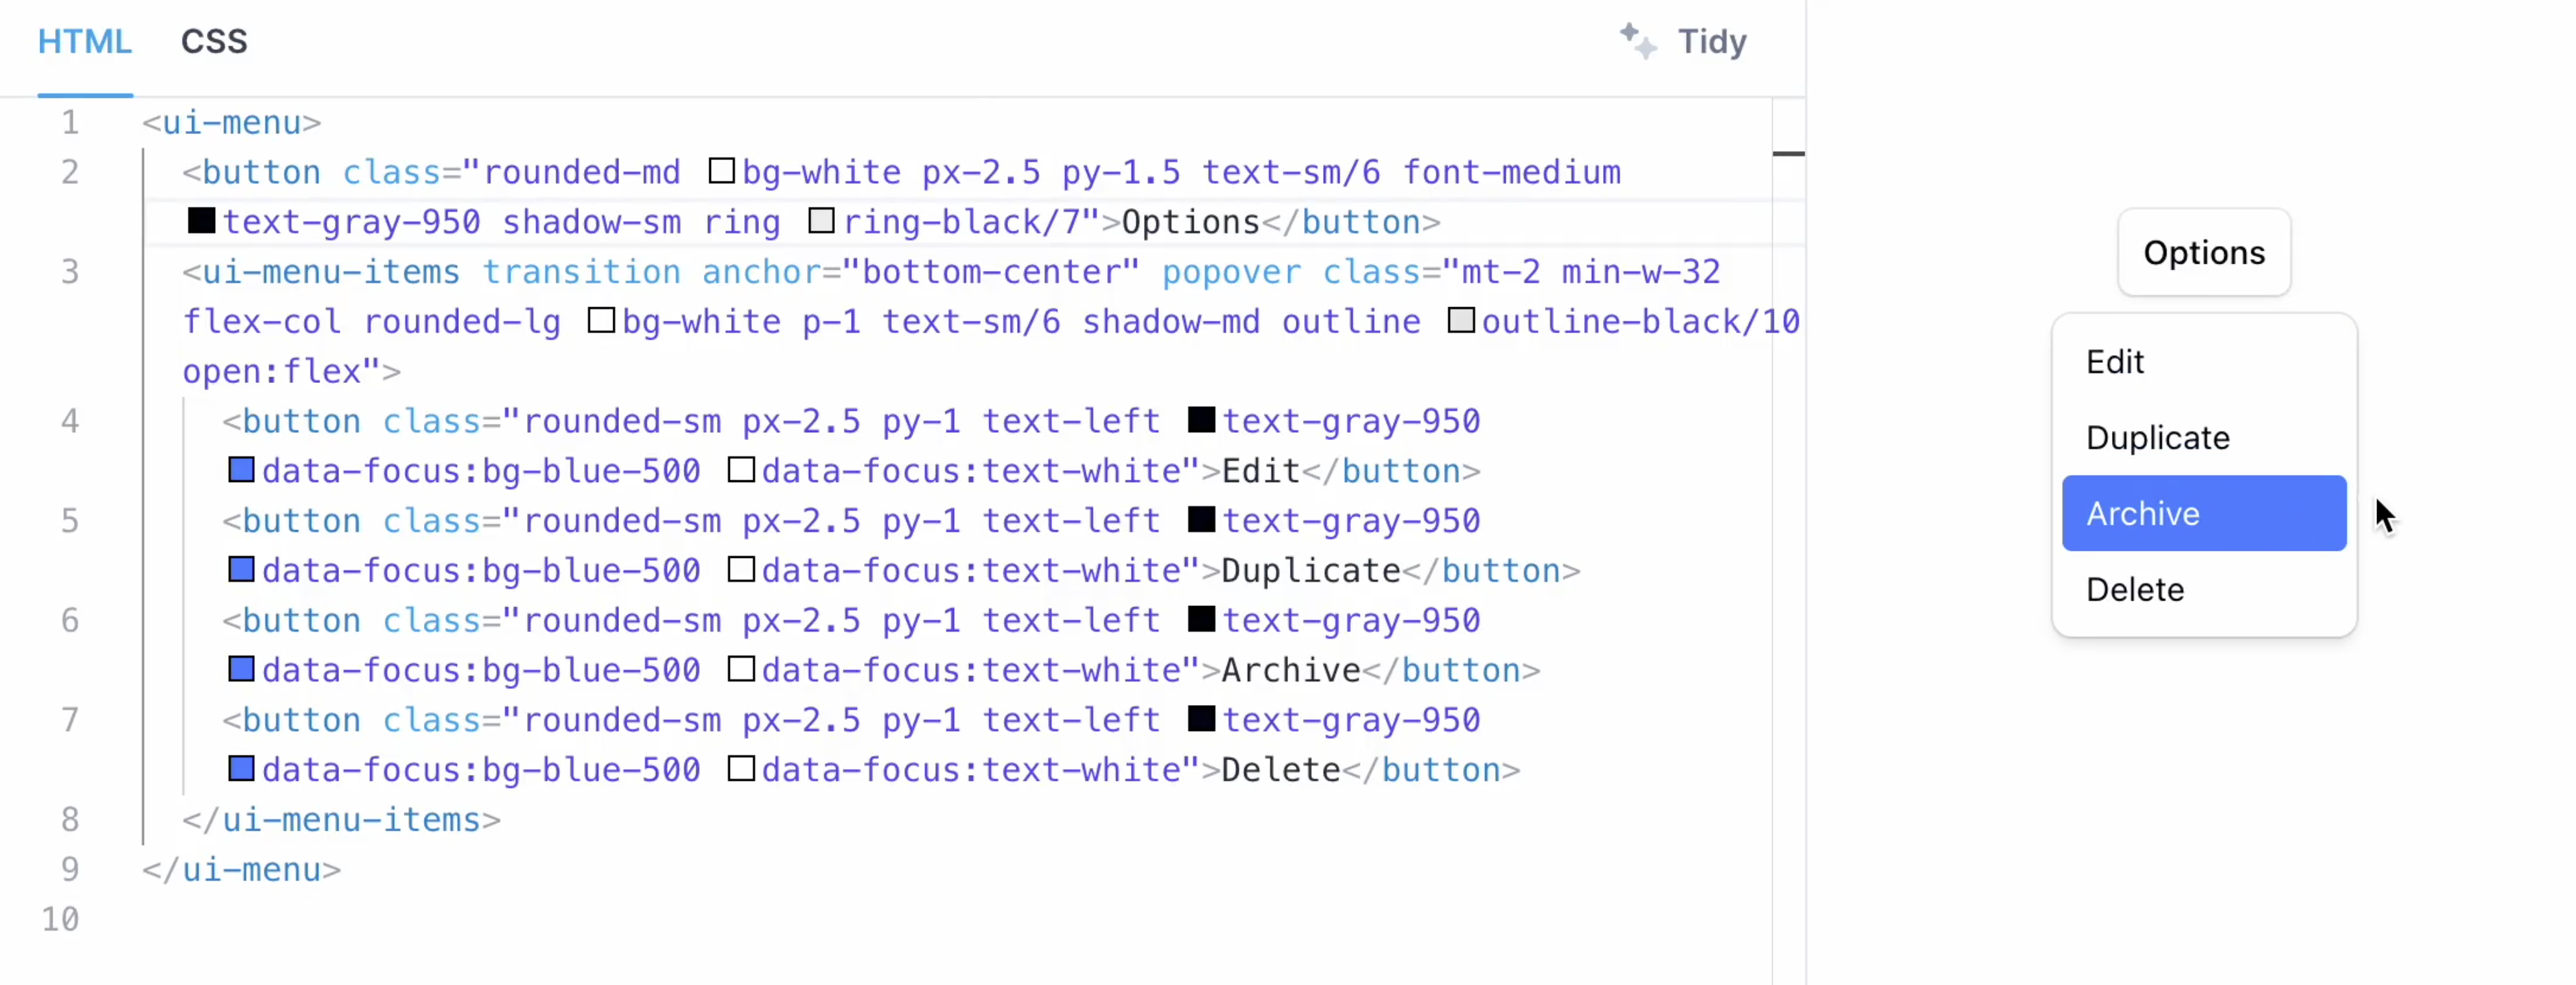 HTML CSS Tidy
1 <ui-menu>
2 <button class="rounded-md bg-white px-2.5 py-1.5 text-sm/6 font-medium
text-gray-950 shadow-sm ring ring-black/7">Options</button>
3 <ui-menu-items transition anchor="bottom-center" popover class="mt-2 min-w-32
flex-col rounded-lg bg-white p-1 text-sm/6 shadow-md outline outline-black/10
open:flex">
4 <button class="rounded-sm px-2.5 py-1 text-left text-gray-950
data-focus:bg-blue-500 data-focus:text-white">Edit</button>
5 <button class="rounded-sm px-2.5 py-1 text-left text-gray-950
data-focus:bg-blue-500 data-focus:text-white">Duplicate</button>
6 <button class="rounded-sm px-2.5 py-1 text-left text-gray-950
data-focus:bg-blue-500 data-focus:text-white">Archive</button>
7 <button class="rounded-sm px-2.5 py-1 text-left text-gray-950
data-focus:bg-blue-500 data-focus:text-white">Delete</button>
8 </ui-menu-items>
9 </ui-menu>
10
Options
Edit
Duplicate
Archive
Delete